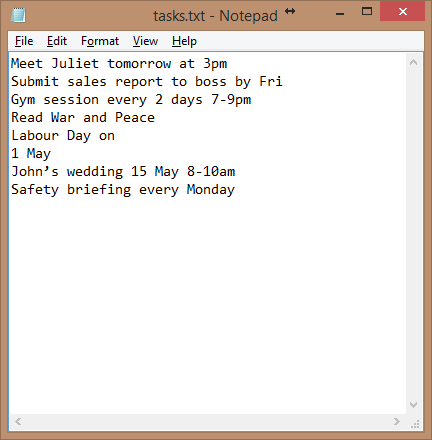 tasks.txt - Notepad
File Edit Format View Help
Meet Juliet tomorrow at 3pm
Submit sales report to boss by Fri
Gym session every 2 days 7-9pm
Read War and Peace
Labour Day on
1 May
John’s wedding 15 May 8-10am
Safety briefing every Monday